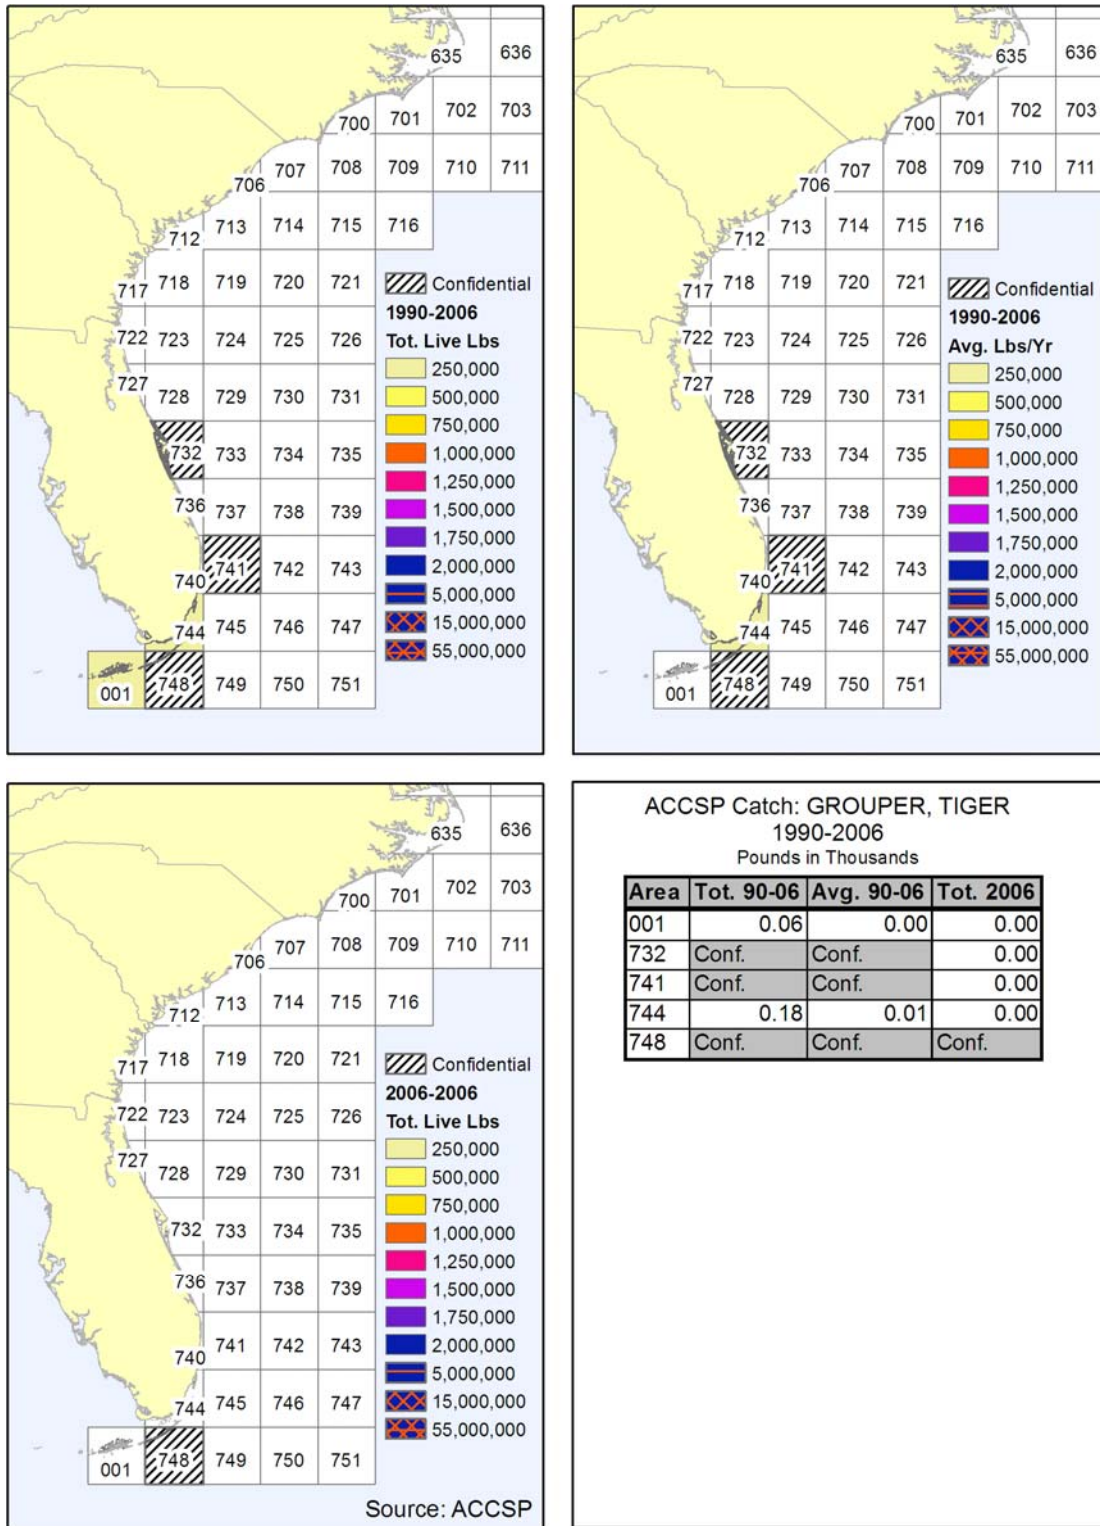 635 636
700 701 702 703
706 707 708 709 710 711
712 713 714 715 716
717 718 719 720 721
722 723 724 725 726
727 728 729 730 731
732 733 734 735
736 737 738 739
740 741 742 743
744 745 746 747
001 748 749 750 751
Confidential
1990-2006
Tot. Live Lbs
250,000
500,000
750,000
1,000,000
1,250,000
1,500,000
1,750,000
2,000,000
5,000,000
15,000,000
55,000,000
635 636
700 701 702 703
706 707 708 709 710 711
712 713 714 715 716
717 718 719 720 721
722 723 724 725 726
727 728 729 730 731
732 733 734 735
736 737 738 739
740 741 742 743
744 745 746 747
001 748 749 750 751
Confidential
1990-2006
Avg. Lbs/Yr
250,000
500,000
750,000
1,000,000
1,250,000
1,500,000
1,750,000
2,000,000
5,000,000
15,000,000
55,000,000
635 636
700 701 702 703
706 707 708 709 710 711
712 713 714 715 716
717 718 719 720 721
722 723 724 725 726
727 728 729 730 731
732 733 734 735
736 737 738 739
740 741 742 743
744 745 746 747
001 748 749 750 751
Confidential
2006-2006
Tot. Live Lbs
250,000
500,000
750,000
1,000,000
1,250,000
1,500,000
1,750,000
2,000,000
5,000,000
15,000,000
55,000,000
Source: ACCSP
ACCSP Catch: GROUPER, TIGER
1990-2006
Pounds in Thousands
Area Tot. 90-06 Avg. 90-06 Tot. 2006
001 0.06 0.00 0.00
732 Conf. Conf. 0.00
741 Conf. Conf. 0.00
744 0.18 0.01 0.00
748 Conf. Conf. Conf.